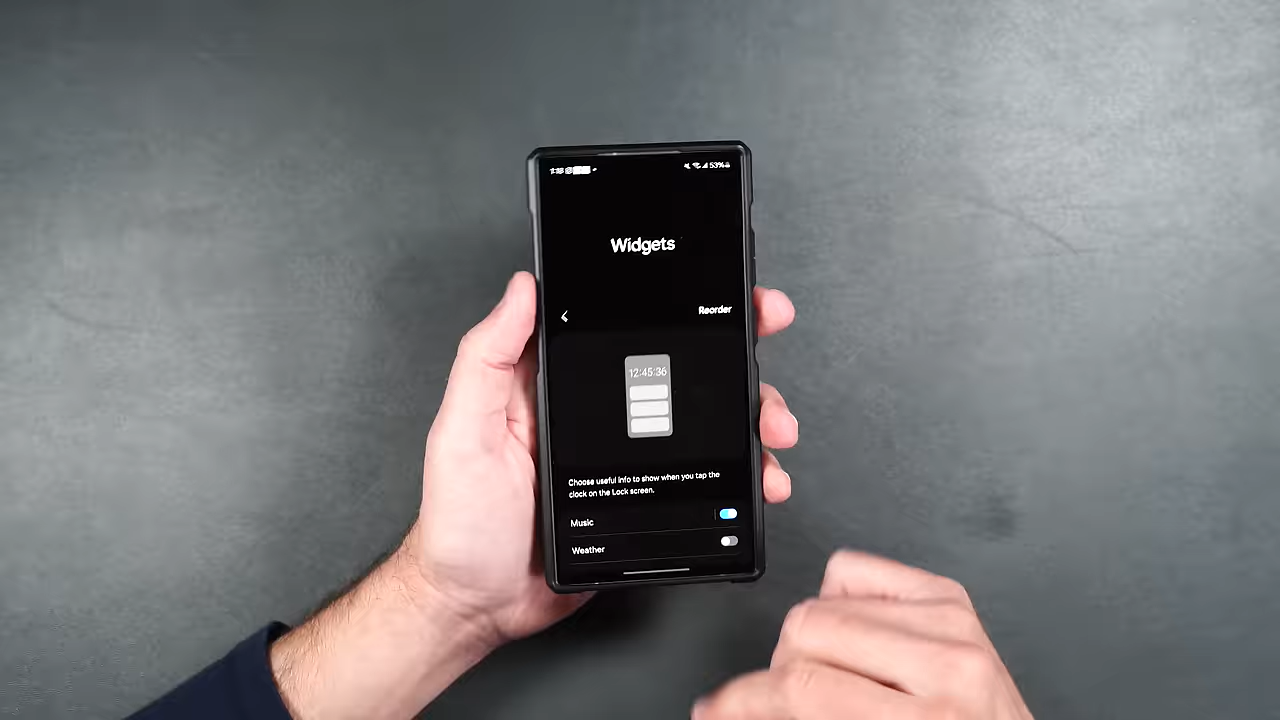 53%
Widgets
Reorder
12:45:36
Choose useful info to show when you tap the
clock on the Lock screen.
Music
Weather